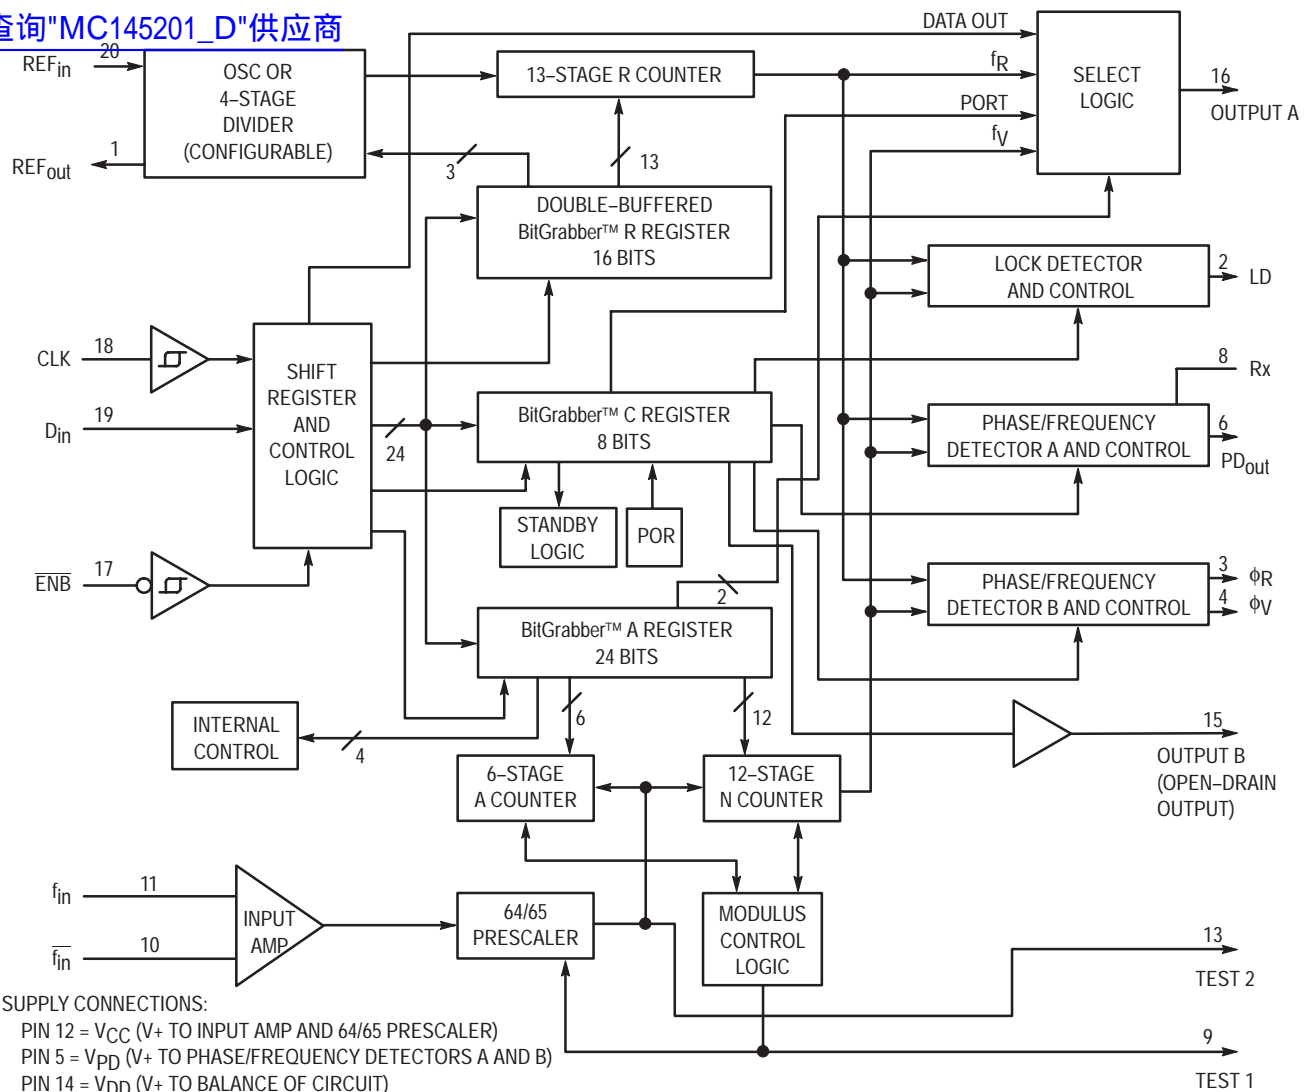 查询"MC145201_D"供应商
DATA OUT
20
REFin
OSC OR
4–STAGE
DIVIDER
(CONFIGURABLE)
13–STAGE R COUNTER
fR
SELECT
LOGIC
16
OUTPUT A
PORT
fV
1
REFout
3
13
DOUBLE–BUFFERED
BitGrabber™ R REGISTER
16 BITS
LOCK DETECTOR
AND CONTROL
2
LD
CLK
18
SHIFT
REGISTER
AND
CONTROL
LOGIC
8
Rx
Din
19
24
BitGrabber™ C REGISTER
8 BITS
PHASE/FREQUENCY
DETECTOR A AND CONTROL
6
PDout
STANDBY
LOGIC
POR
ENB
17
2
PHASE/FREQUENCY
DETECTOR B AND CONTROL
3
ϕR
4
ϕV
BitGrabber™ A REGISTER
24 BITS
INTERNAL
CONTROL
4
6
12
15
OUTPUT B
(OPEN–DRAIN
OUTPUT)
6–STAGE
A COUNTER
12–STAGE
N COUNTER
fin
11
INPUT
AMP
fin
10
64/65
PRESCALER
MODULUS
CONTROL
LOGIC
13
TEST 2
SUPPLY CONNECTIONS:
PIN 12 = VCC (V+ TO INPUT AMP AND 64/65 PRESCALER)
PIN 5 = VPD (V+ TO PHASE/FREQUENCY DETECTORS A AND B)
PIN 14 = VDD (V+ TO BALANCE OF CIRCUIT)
9
TEST 1